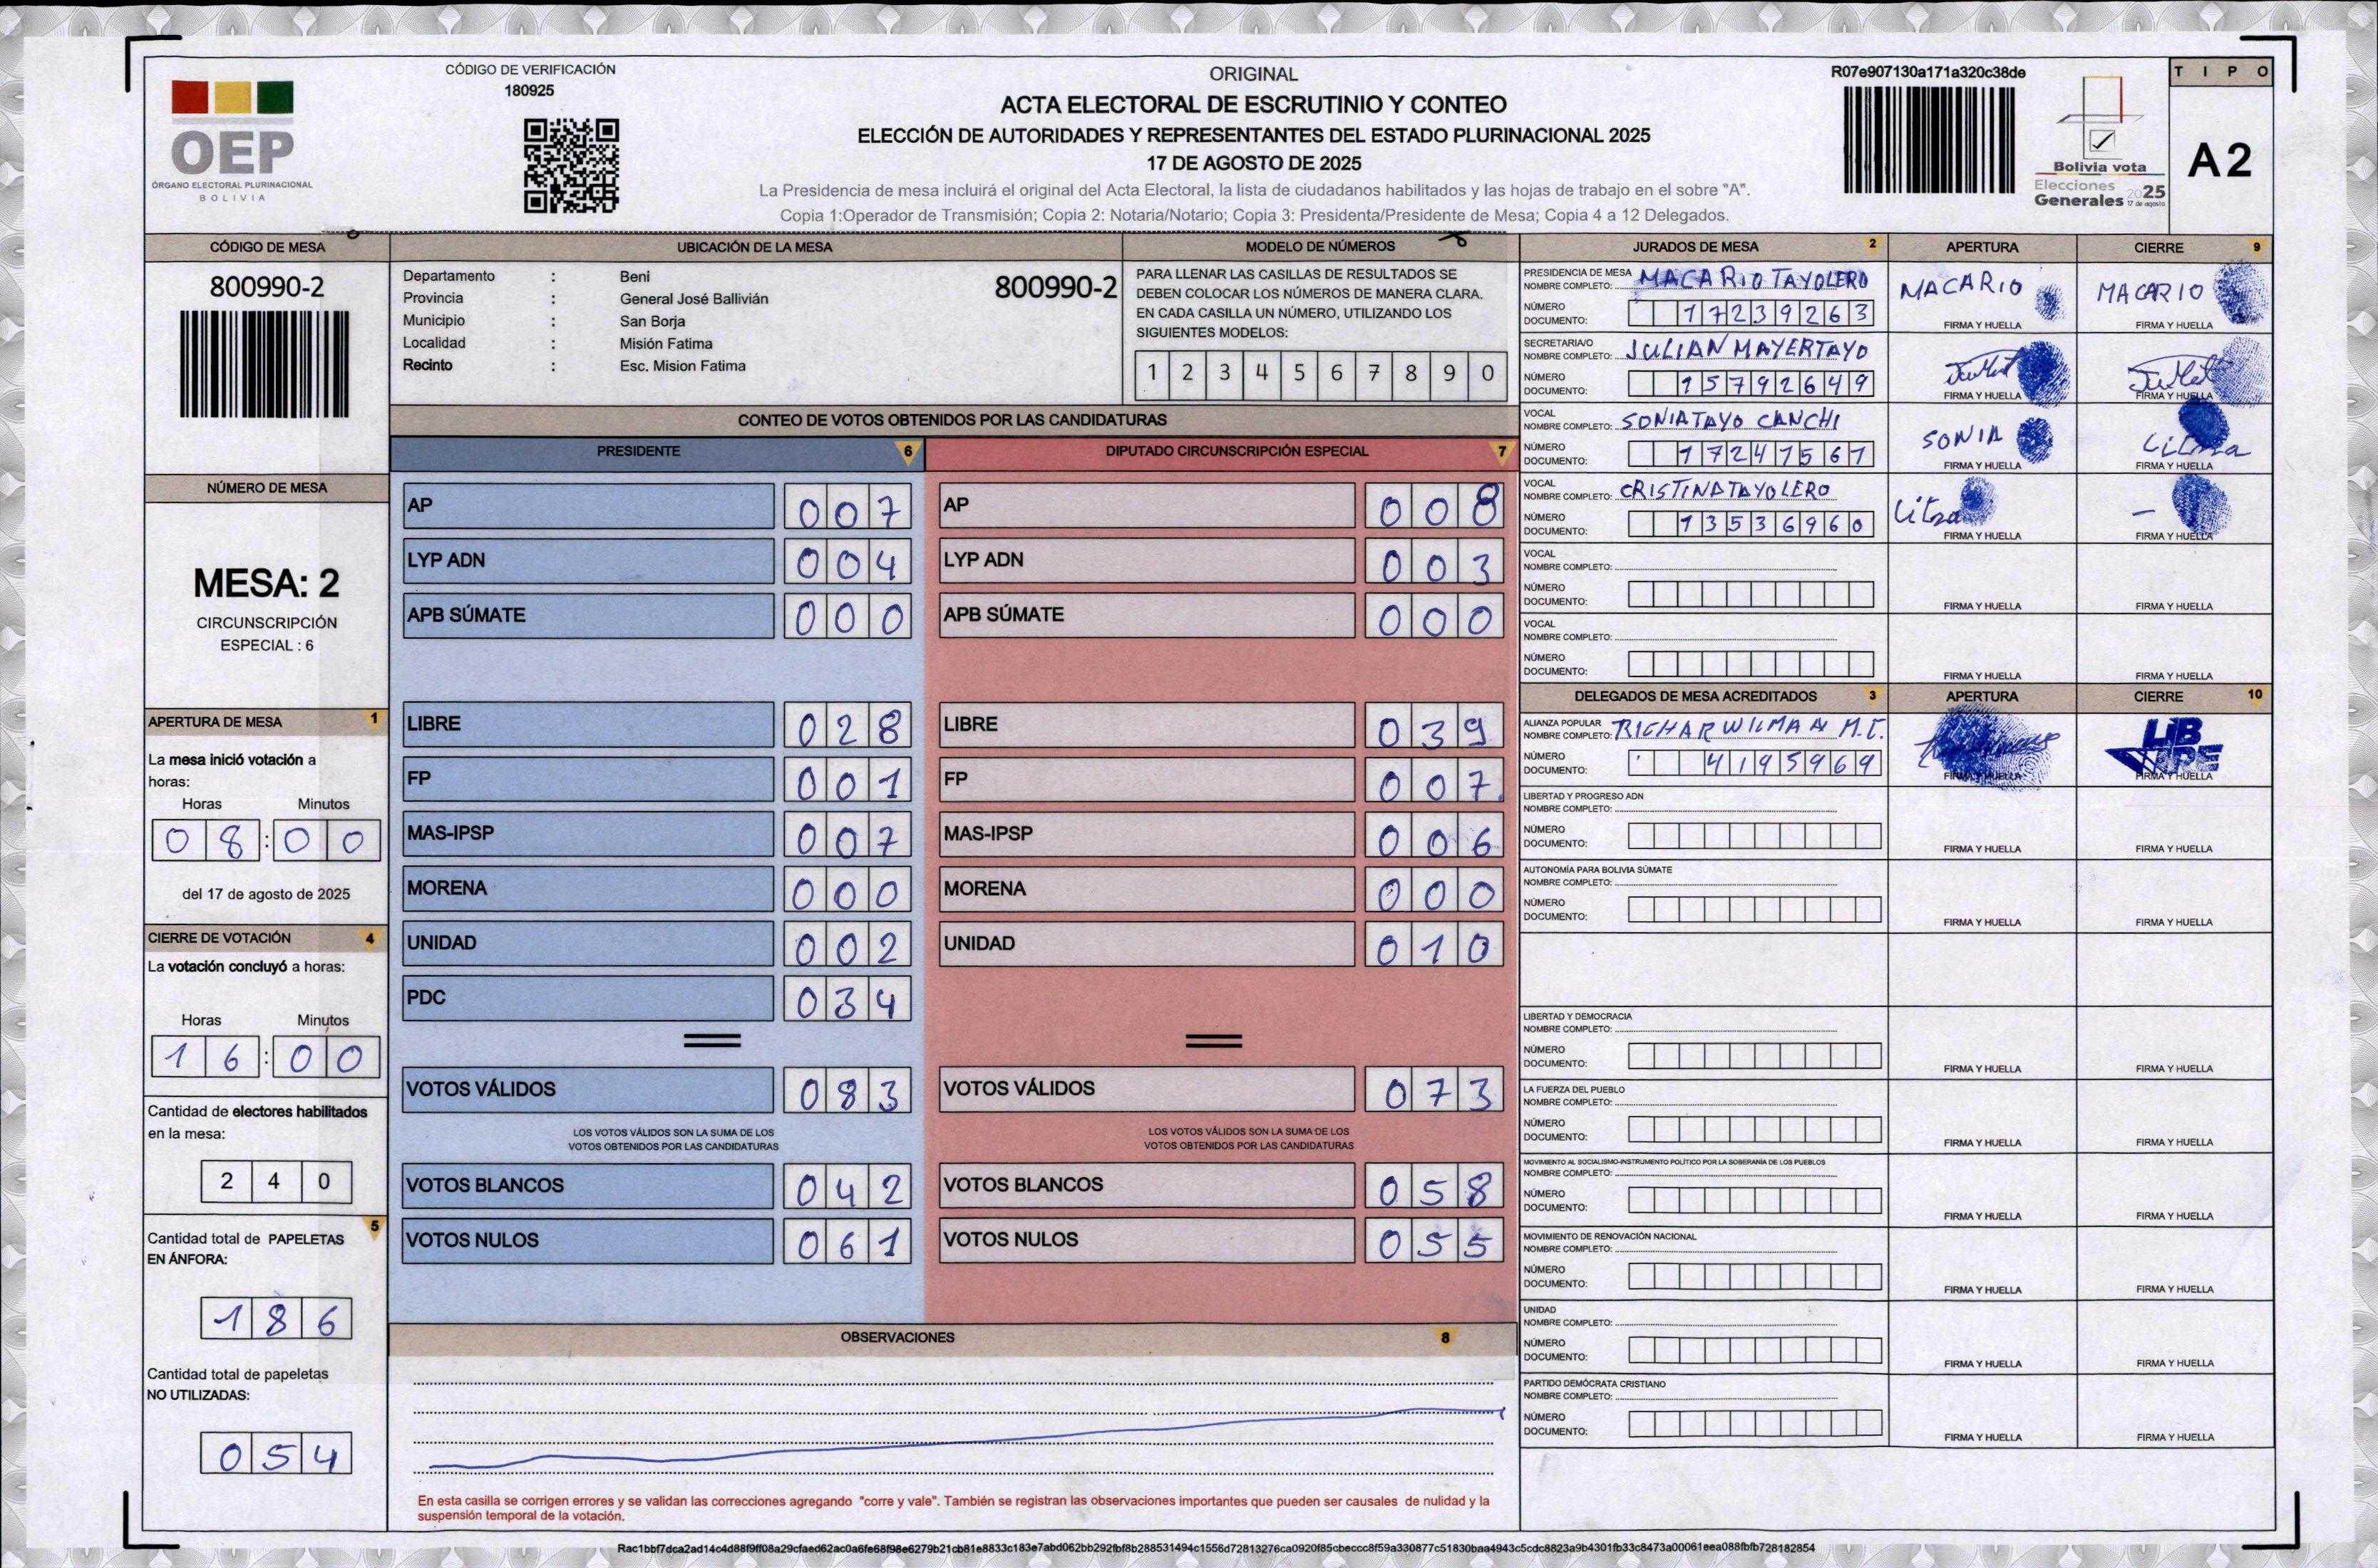 CÓDIGO DE VERIFICACIÓN
180925
OEP
ÓRGANO ELECTORAL PLURINACIONAL
BOLIVIA
ORIGINAL
ACTA ELECTORAL DE ESCRUTINIO Y CONTEO
ELECCIÓN DE AUTORIDADES Y REPRESENTANTES DEL ESTADO PLURINACIONAL 2025
17 DE AGOSTO DE 2025
La Presidencia de mesa incluirá el original del Acta Electoral, la lista de ciudadanos habilitados y las hojas de trabajo en el sobre "A".
Copia 1:Operador de Transmisión; Copia 2: Notaria/Notario; Copia 3: Presidenta/Presidente de Mesa; Copia 4 a 12 Delegados.
R07e907130a171a320c38de
Bolivia vota
Elecciones
Generales 2025
17 de agosto
TIPO
A2
CÓDIGO DE MESA
800990-2
NÚMERO DE MESA
MESA: 2
CIRCUNSCRIPCIÓN
ESPECIAL : 6
APERTURA DE MESA 1
La mesa inició votación a
horas:
Horas Minutos
08:00
del 17 de agosto de 2025
CIERRE DE VOTACIÓN 4
La votación concluyó a horas:
Horas Minutos
16:00
Cantidad de electores habilitados
en la mesa:
240
5
Cantidad total de PAPELETAS
EN ÁNFORA:
186
Cantidad total de papeletas
NO UTILIZADAS:
054
UBICACIÓN DE LA MESA
Departamento : Beni
800990-2
Provincia : General José Ballivián
Municipio : San Borja
Localidad : Misión Fatima
Recinto : Esc. Mision Fatima
MODELO DE NÚMEROS
PARA LLENAR LAS CASILLAS DE RESULTADOS SE
DEBEN COLOCAR LOS NÚMEROS DE MANERA CLARA.
EN CADA CASILLA UN NÚMERO, UTILIZANDO LOS
SIGUIENTES MODELOS:
1 2 3 4 5 6 7 8 9 0
CONTEO DE VOTOS OBTENIDOS POR LAS CANDIDATURAS
PRESIDENTE 6
AP 007
LYP ADN 004
APB SÚMATE 000
LIBRE 028
FP 001
MAS-IPSP 007
MORENA 000
UNIDAD 002
PDC 034
VOTOS VÁLIDOS 083
LOS VOTOS VÁLIDOS SON LA SUMA DE LOS
VOTOS OBTENIDOS POR LAS CANDIDATURAS
VOTOS BLANCOS 042
VOTOS NULOS 061
DIPUTADO CIRCUNSCRIPCIÓN ESPECIAL 7
AP 008
LYP ADN 003
APB SÚMATE 000
LIBRE 039
FP 007
MAS-IPSP 006
MORENA 000
UNIDAD 010
VOTOS VÁLIDOS 073
LOS VOTOS VÁLIDOS SON LA SUMA DE LOS
VOTOS OBTENIDOS POR LAS CANDIDATURAS
VOTOS BLANCOS 058
VOTOS NULOS 055
OBSERVACIONES 8
En esta casilla se corrigen errores y se validan las correcciones agregando "corre y vale". También se registran las observaciones importantes que pueden ser causales de nulidad y la
suspensión temporal de la votación.
JURADOS DE MESA 2 APERTURA CIERRE 9
PRESIDENCIA DE MESA
NOMBRE COMPLETO: MACARIO TAYOLERO MACARIO MACARIO
NÚMERO
DOCUMENTO: 17239263 FIRMA Y HUELLA FIRMA Y HUELLA
SECRETARIA/O
NOMBRE COMPLETO: JULIAN MAYERTAYO
NÚMERO
DOCUMENTO: 15792649 FIRMA Y HUELLA FIRMA Y HUELLA
VOCAL
NOMBRE COMPLETO: SONIA TAYO CANCHI SONIA
NÚMERO
DOCUMENTO: 17247567 FIRMA Y HUELLA FIRMA Y HUELLA
VOCAL
NOMBRE COMPLETO: CRISTINA TAYOLERO
NÚMERO
DOCUMENTO: 13536960 FIRMA Y HUELLA FIRMA Y HUELLA
VOCAL
NOMBRE COMPLETO:
NÚMERO
DOCUMENTO: FIRMA Y HUELLA FIRMA Y HUELLA
VOCAL
NOMBRE COMPLETO:
NÚMERO
DOCUMENTO: FIRMA Y HUELLA FIRMA Y HUELLA
DELEGADOS DE MESA ACREDITADOS 3 APERTURA CIERRE 10
ALIANZA POPULAR
NOMBRE COMPLETO: RICHAR WILMAN M.C.
NÚMERO
DOCUMENTO: 4195969 FIRMA Y HUELLA FIRMA Y HUELLA
LIBERTAD Y PROGRESO ADN
NOMBRE COMPLETO:
NÚMERO
DOCUMENTO: FIRMA Y HUELLA FIRMA Y HUELLA
AUTONOMÍA PARA BOLIVIA SÚMATE
NOMBRE COMPLETO:
NÚMERO
DOCUMENTO: FIRMA Y HUELLA FIRMA Y HUELLA
LIBERTAD Y DEMOCRACIA
NOMBRE COMPLETO:
NÚMERO
DOCUMENTO: FIRMA Y HUELLA FIRMA Y HUELLA
LA FUERZA DEL PUEBLO
NOMBRE COMPLETO:
NÚMERO
DOCUMENTO: FIRMA Y HUELLA FIRMA Y HUELLA
MOVIMIENTO AL SOCIALISMO-INSTRUMENTO POLÍTICO POR LA SOBERANÍA DE LOS PUEBLOS
NOMBRE COMPLETO:
NÚMERO
DOCUMENTO: FIRMA Y HUELLA FIRMA Y HUELLA
MOVIMIENTO DE RENOVACIÓN NACIONAL
NOMBRE COMPLETO:
NÚMERO
DOCUMENTO: FIRMA Y HUELLA FIRMA Y HUELLA
UNIDAD
NOMBRE COMPLETO:
NÚMERO
DOCUMENTO: FIRMA Y HUELLA FIRMA Y HUELLA
PARTIDO DEMÓCRATA CRISTIANO
NOMBRE COMPLETO:
NÚMERO
DOCUMENTO: FIRMA Y HUELLA FIRMA Y HUELLA